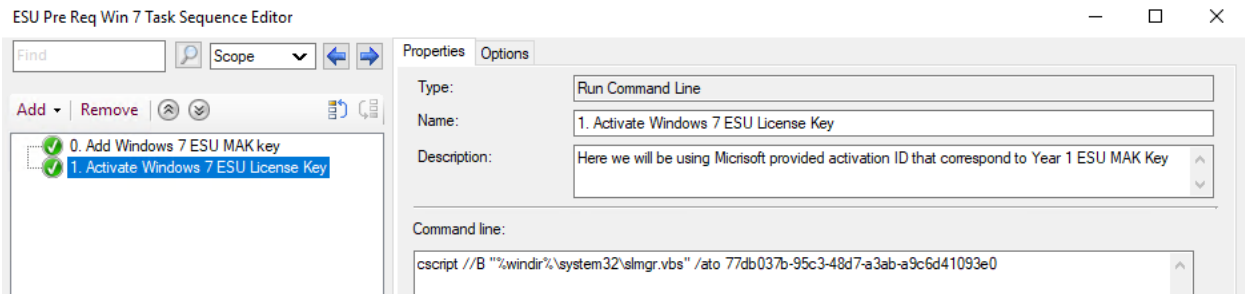 ESU Pre Req Win 7 Task Sequence Editor
Find
Scope
Add
Remove
0. Add Windows 7 ESU MAK key
1. Activate Windows 7 ESU License Key
Properties
Options
Type:
Run Command Line
Name:
1. Activate Windows 7 ESU License Key
Description:
Here we will be using Micrisoft provided activation ID that correspond to Year 1 ESU MAK Key
Command line:
cscript //B "%windir%\system32\slmgr.vbs" /ato 77db037b-95c3-48d7-a3ab-a9c6d41093e0